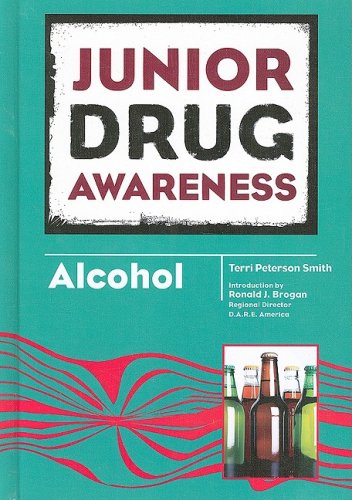 JUNIOR
DRUG
AWARENESS
Alcohol
Terri Peterson Smith
Introduction by
Ronald J. Brogan
Regional Director
D.A.R.E. America